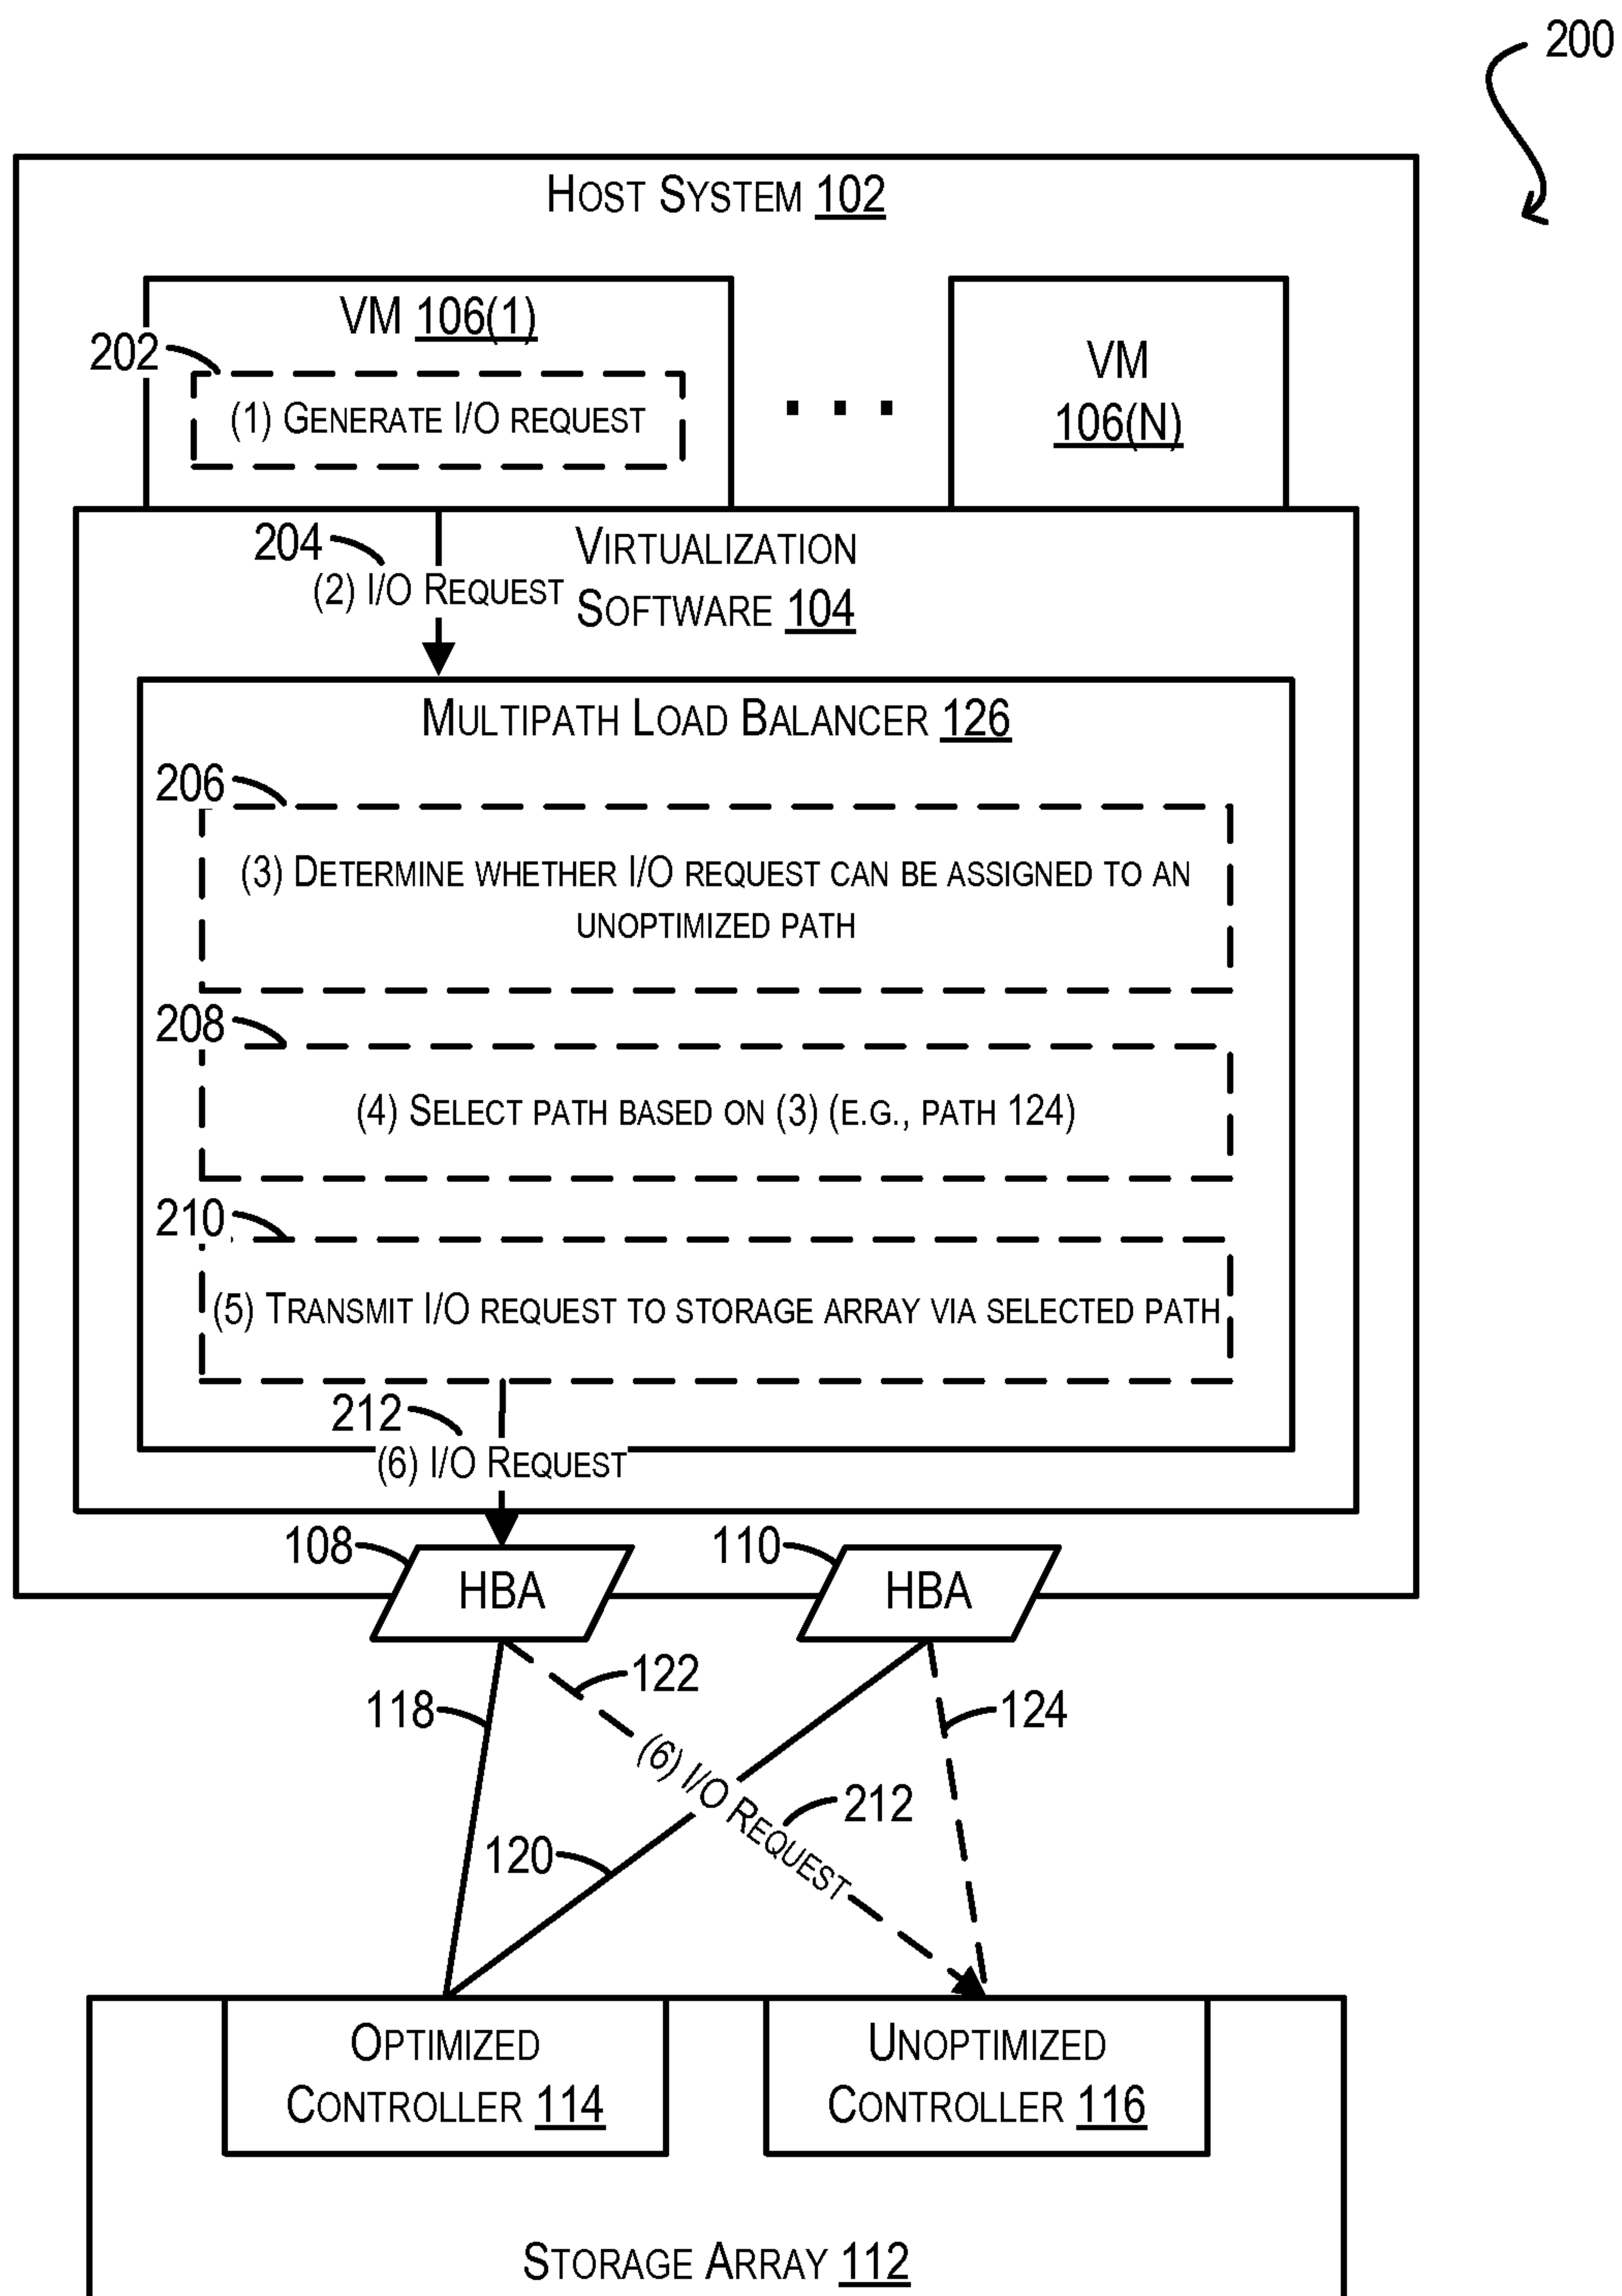 200
HOST SYSTEM 102
VM 106(1)
202
(1) GENERATE I/O REQUEST
. . .
VM
106(N)
204
(2) I/O REQUEST
VIRTUALIZATION
SOFTWARE 104
MULTIPATH LOAD BALANCER 126
206
(3) DETERMINE WHETHER I/O REQUEST CAN BE ASSIGNED TO AN
UNOPTIMIZED PATH
208
(4) SELECT PATH BASED ON (3) (E.G., PATH 124)
210
(5) TRANSMIT I/O REQUEST TO STORAGE ARRAY VIA SELECTED PATH
212
(6) I/O REQUEST
108
HBA
110
HBA
122
118
124
(6) I/O REQUEST
212
120
OPTIMIZED
CONTROLLER 114
UNOPTIMIZED
CONTROLLER 116
STORAGE ARRAY 112